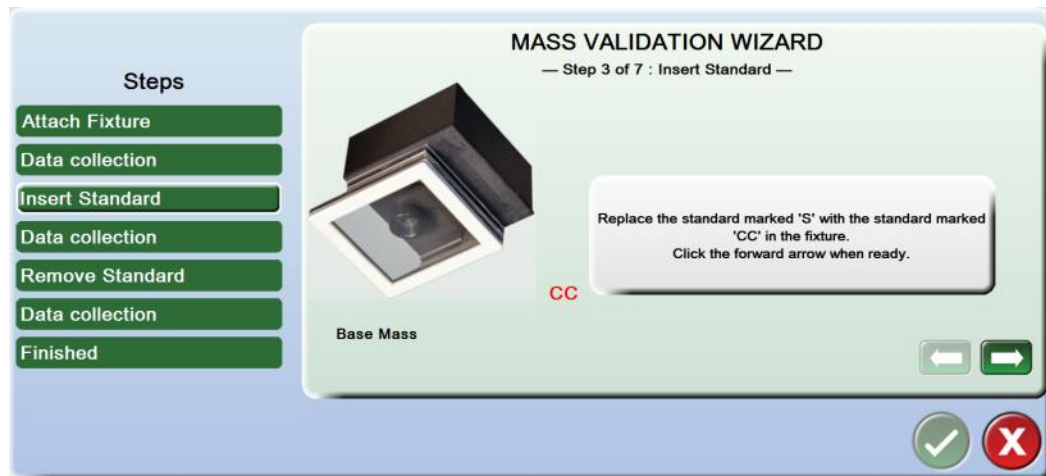 Steps
Attach Fixture
Data collection
Insert Standard
Data collection
Remove Standard
Data collection
Finished
MASS VALIDATION WIZARD
— Step 3 of 7 : Insert Standard —
Replace the standard marked 'S' with the standard marked
'CC' in the fixture.
Click the forward arrow when ready.
CC
Base Mass
X